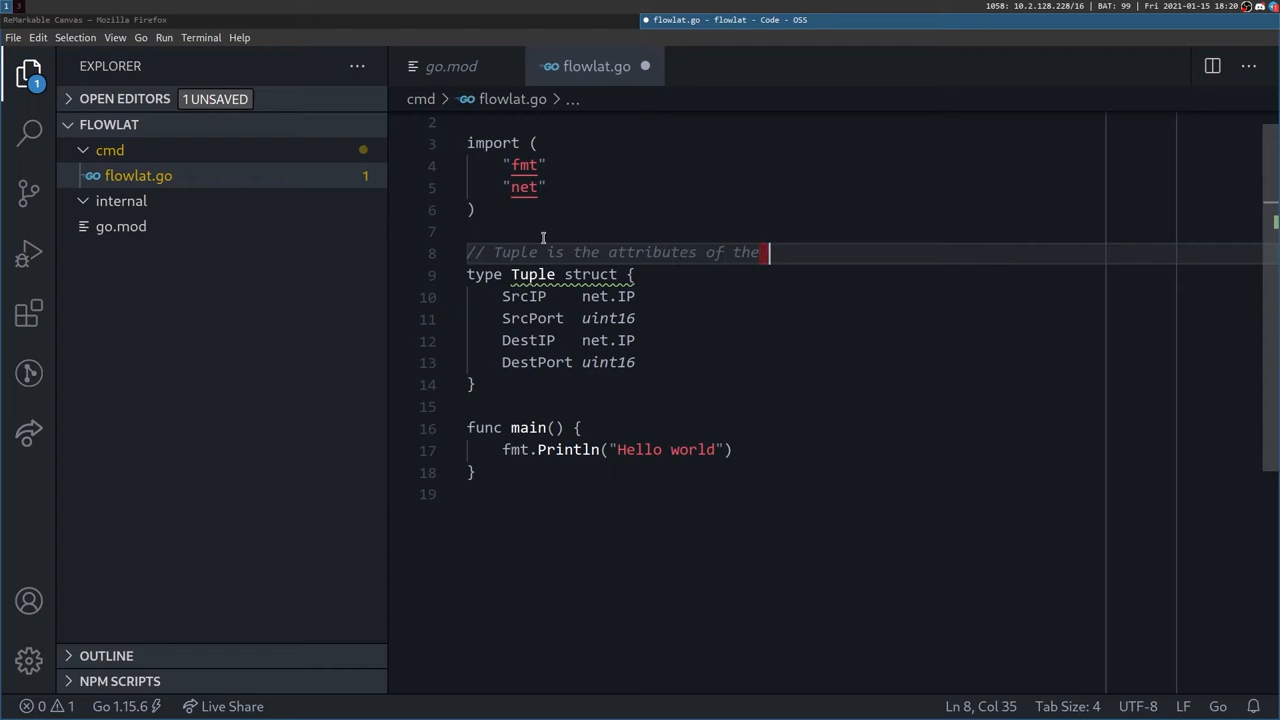 1 3 1058: 10.2.128.228/16 | BAT: 99 | Fri 2021-01-15 18:20
ReMarkable Canvas — Mozilla Firefox flowlat.go - flowlat - Code - OSS
File Edit Selection View Go Run Terminal Help
EXPLORER ··· go.mod flowlat.go ···
1
OPEN EDITORS 1 UNSAVED cmd > flowlat.go > ...
FLOWLAT
cmd
flowlat.go 1
internal
go.mod
2
3 import (
4 "fmt"
5 "net"
6 )
7
8 // Tuple is the attributes of the
9 type Tuple struct {
10 SrcIP net.IP
11 SrcPort uint16
12 DestIP net.IP
13 DestPort uint16
14 }
15
16 func main() {
17 fmt.Println("Hello world")
18 }
19
OUTLINE
NPM SCRIPTS
0 1 Go 1.15.6 Live Share Ln 8, Col 35 Tab Size: 4 UTF-8 LF Go